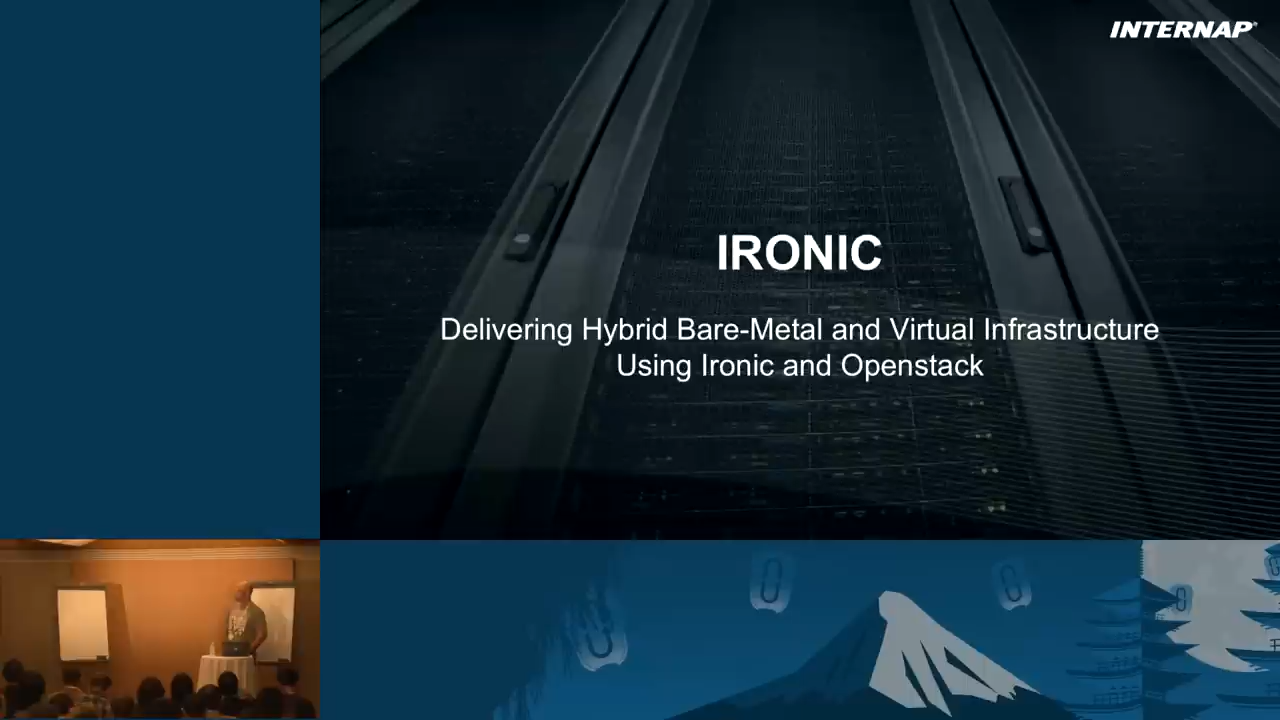 INTERNAP
IRONIC
Delivering Hybrid Bare-Metal and Virtual Infrastructure
Using Ironic and Openstack